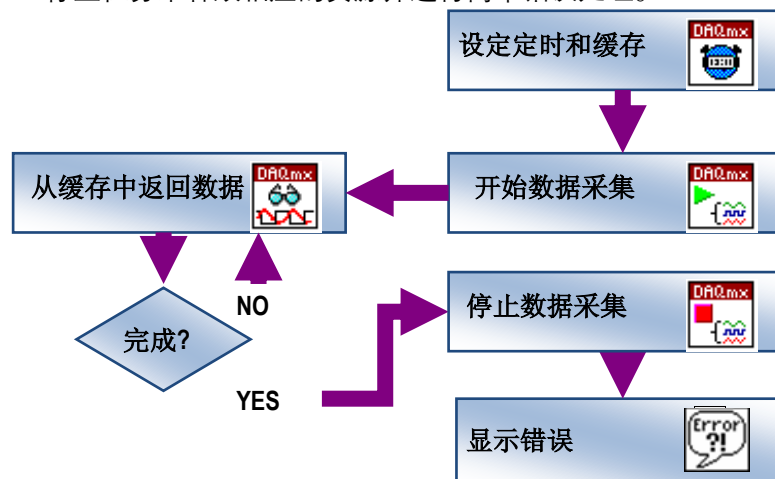 设定定时和缓存
DAQmx
从缓存中返回数据
DAQmx
开始数据采集
DAQmx
NO
完成?
停止数据采集
DAQmx
YES
显示错误
Error
?!